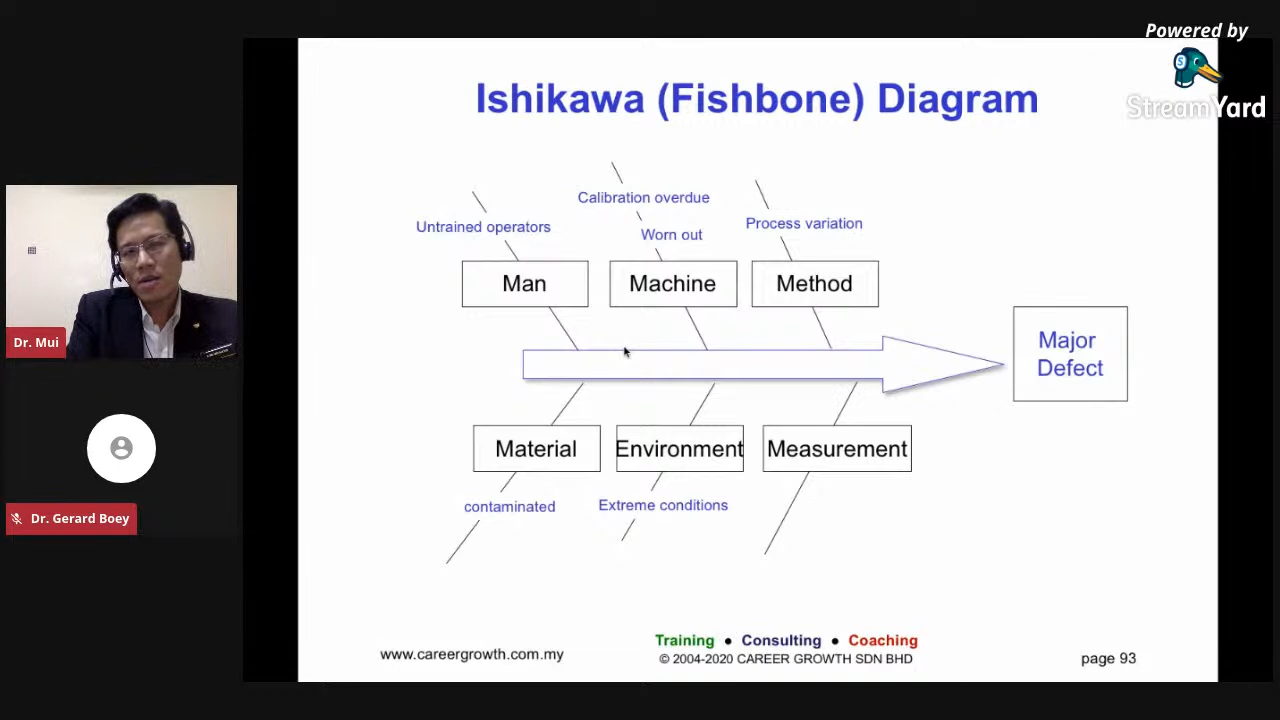 Powered by
StreamYard
Ishikawa (Fishbone) Diagram
Calibration overdue
Untrained operators
Worn out
Process variation
Man
Machine
Method
Major
Defect
Material
Environment
Measurement
contaminated
Extreme conditions
Dr. Mui
Dr. Gerard Boey
www.careergrowth.com.my
Training ● Consulting ● Coaching
© 2004-2020 CAREER GROWTH SDN BHD
page 93